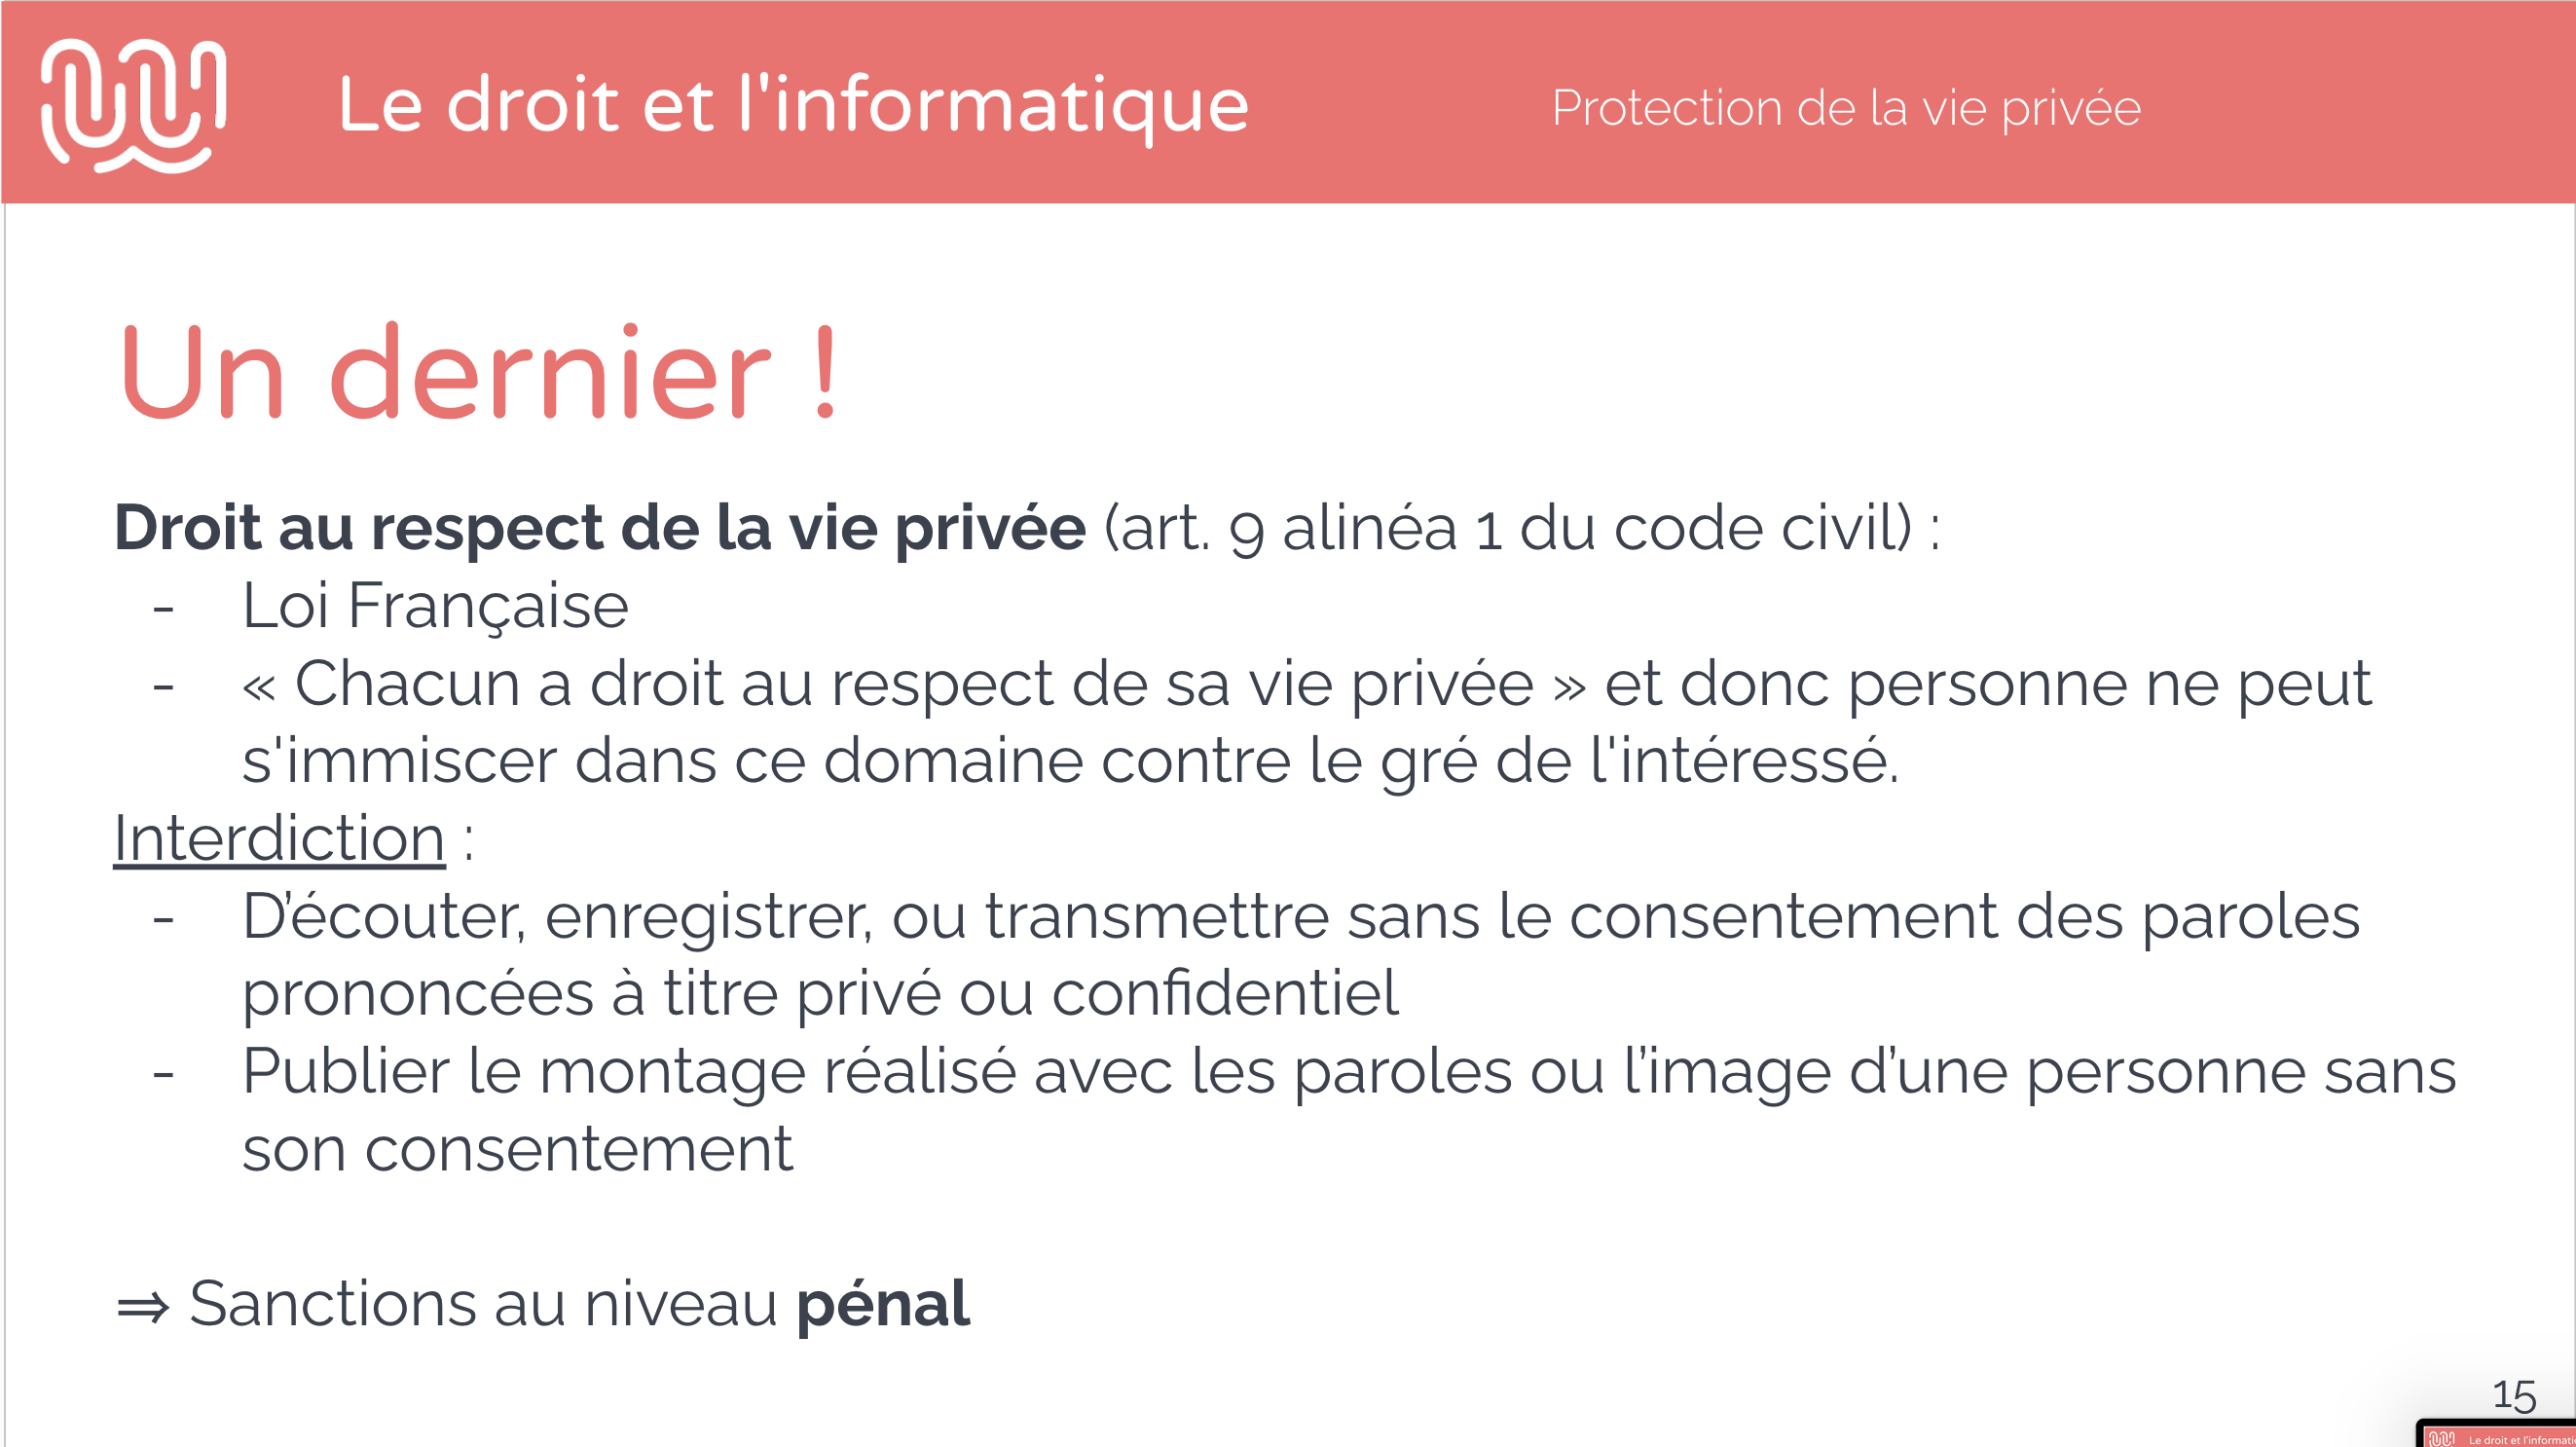 Le droit et l'informatique
Protection de la vie privée
Un dernier !
Droit au respect de la vie privée (art. 9 alinéa 1 du code civil) :
- Loi Française
- « Chacun a droit au respect de sa vie privée » et donc personne ne peut
s'immiscer dans ce domaine contre le gré de l'intéressé.
Interdiction :
- D’écouter, enregistrer, ou transmettre sans le consentement des paroles
prononcées à titre privé ou confidentiel
- Publier le montage réalisé avec les paroles ou l’image d’une personne sans
son consentement
⇒ Sanctions au niveau pénal
15
Le droit et l'informati